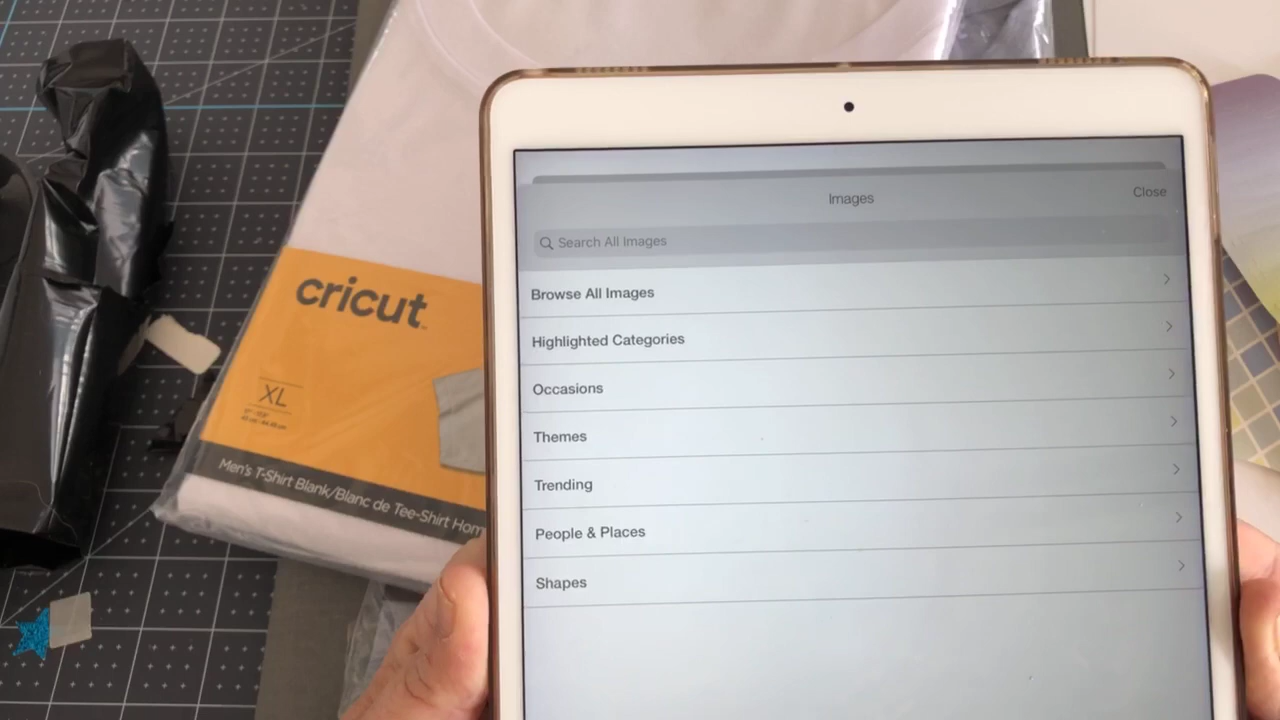 cricut
XL
Men's T-Shirt Blank/Blanc de Tee-Shirt Hom
Images
Close
Search All Images
Browse All Images
Highlighted Categories
Occasions
Themes
Trending
People & Places
Shapes